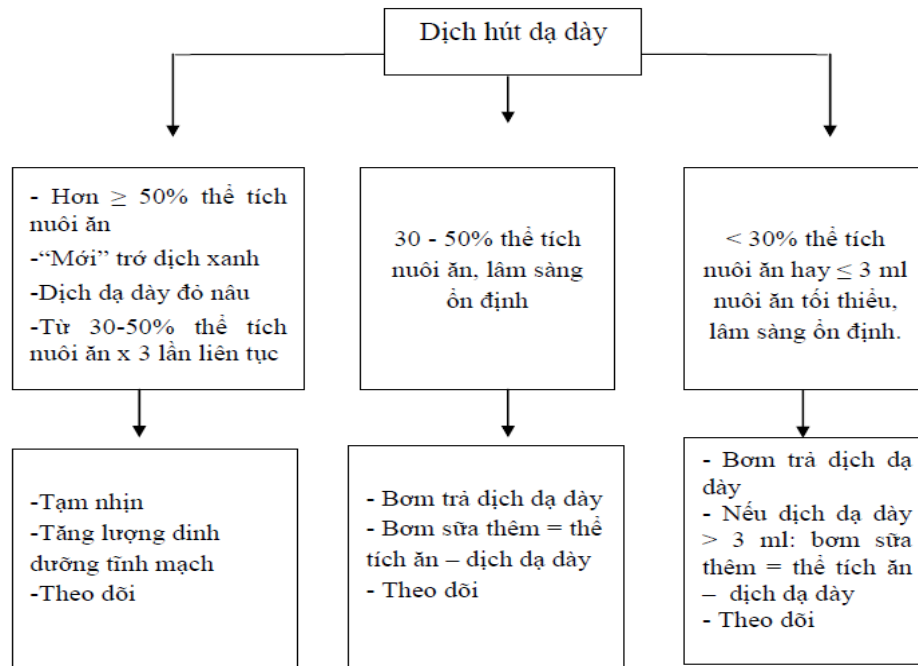 Dịch hút dạ dày
- Hơn ≥ 50% thể tích
nuôi ăn
-“Mới” trớ dịch xanh
-Dịch dạ dày đỏ nâu
-Từ 30-50% thể tích
nuôi ăn x 3 lần liên tục
30 - 50% thể tích
nuôi ăn, lâm sàng
ổn định
< 30% thể tích
nuôi ăn hay ≤ 3 ml
nuôi ăn tối thiểu,
lâm sàng ổn định.
-Tạm nhịn
-Tăng lượng dinh
dưỡng tĩnh mạch
-Theo dõi
- Bơm trả dịch dạ dày
- Bơm sữa thêm = thể
tích ăn – dịch dạ dày
- Theo dõi
- Bơm trả dịch dạ
dày
- Nếu dịch dạ dày
> 3 ml: bơm sữa
thêm = thể tích ăn
– dịch dạ dày
- Theo dõi